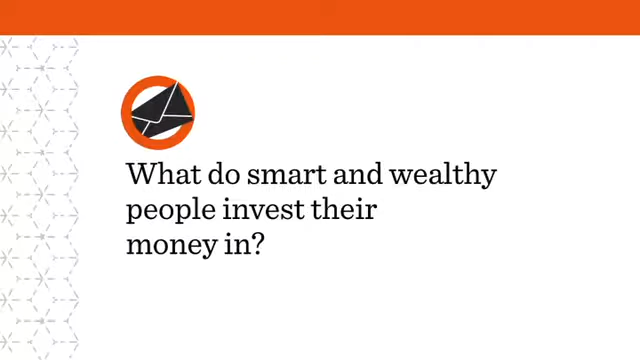 What do smart and wealthy
people invest their
money in?